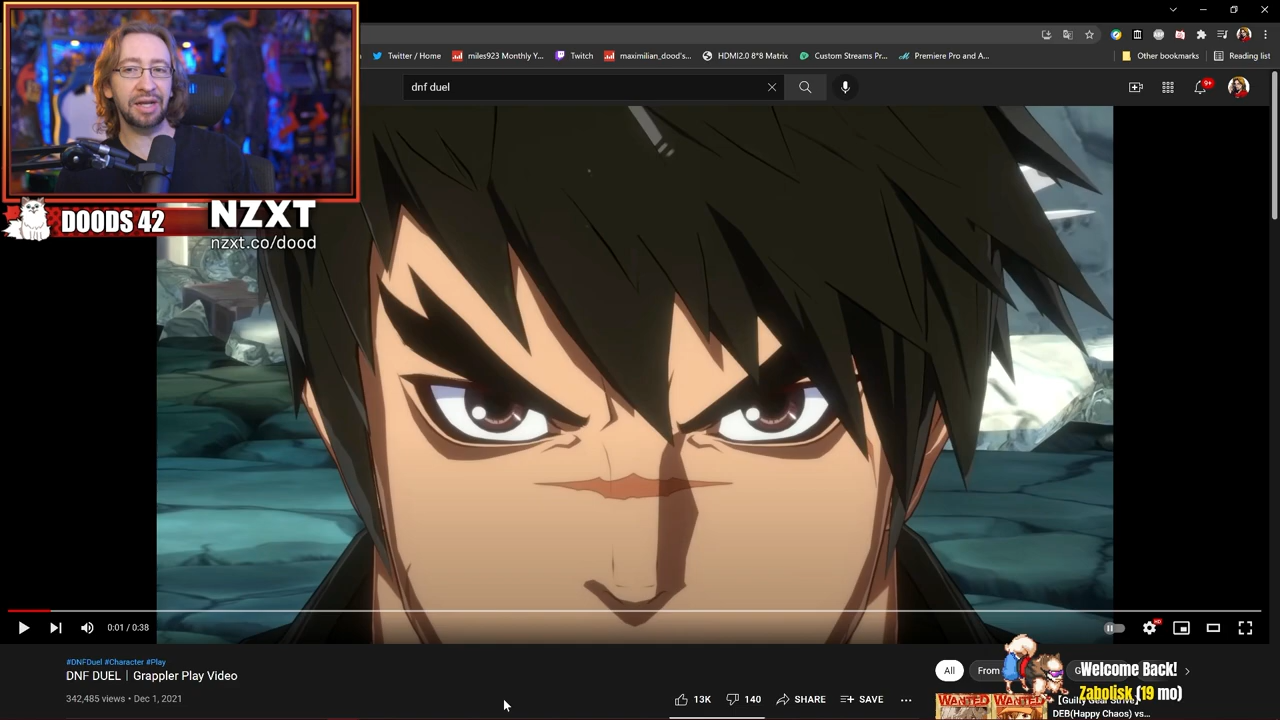 Twitter / Home
miles923 Monthly Y...
Twitch
maximilian_dood's...
HDMI2.0 8*8 Matrix
Custom Streams Pr...
Premiere Pro and A...
Other bookmarks
Reading list
dnf duel
9+
DOODS 42
NZXT
nzxt.co/dood
0:01 / 0:38
HD
#DNFDuel #Character #Play
DNF DUEL｜Grappler Play Video
342,485 views • Dec 1, 2021
13K
140
SHARE
SAVE
All
From
G
Welcome Back!
Zabolisk (19 mo)
WANTED WANTED
【Guilty Gear Strive】
DEB(Happy Chaos) vs...